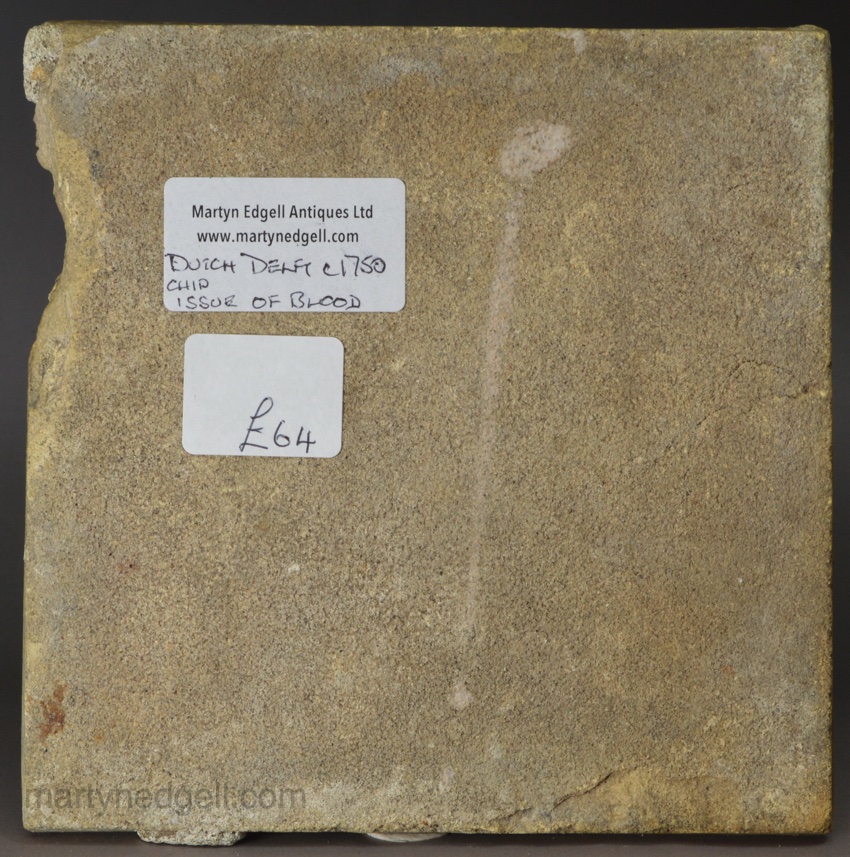 Martyn Edgell Antiques Ltd
www.martynedgell.com
DUTCH DELFT c1750
CHIP
ISSUE OF BLOOD
£64
martynedgell.com